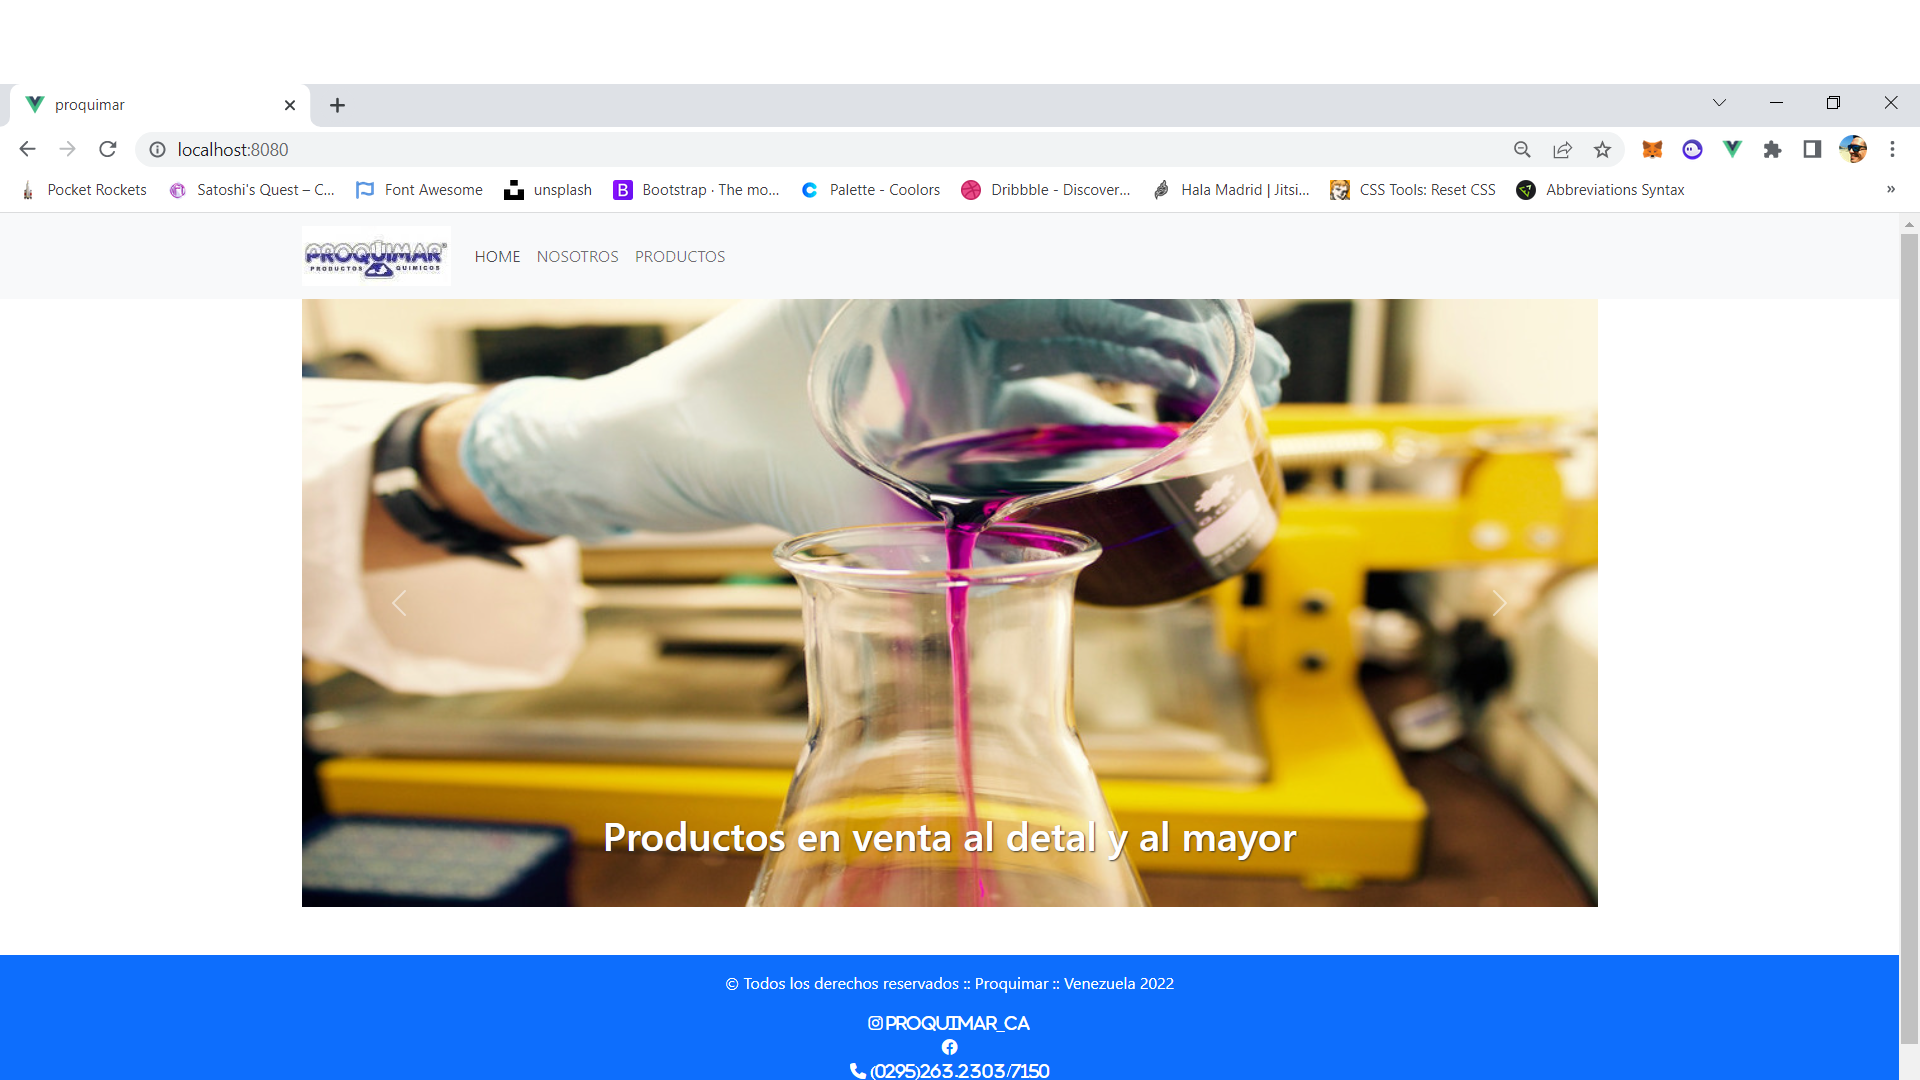 proquimar
localhost:8080
Pocket Rockets
Satoshi's Quest – C...
Font Awesome
unsplash
Bootstrap · The mo...
Palette - Coolors
Dribbble - Discover...
Hala Madrid | Jitsi...
CSS Tools: Reset CSS
Abbreviations Syntax
»
PROQUIMAR®
PRODUCTOS QUIMICOS
HOME
NOSOTROS
PRODUCTOS
Productos en venta al detal y al mayor
© Todos los derechos reservados :: Proquimar :: Venezuela 2022
PROQUIMAR_CA
(0295)263.2303/7150